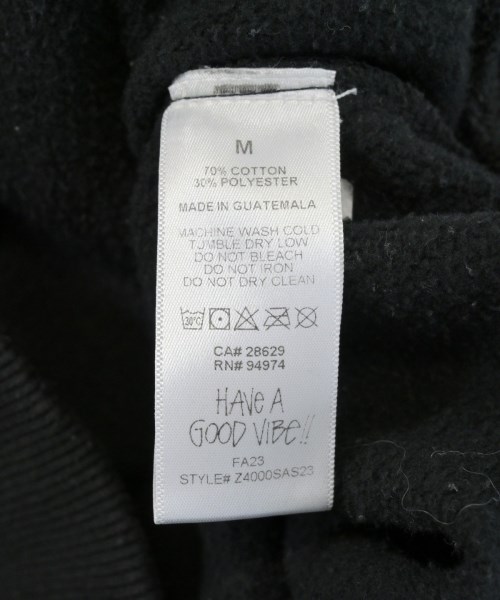 M
70% COTTON
30% POLYESTER
MADE IN GUATEMALA
MACHINE WASH COLD
TUMBLE DRY LOW
DO NOT BLEACH
DO NOT IRON
DO NOT DRY CLEAN
30°C
CA# 28629
RN# 94974
HAVE A
GOOD VIBE!!
FA23
STYLE# Z4000SAS23